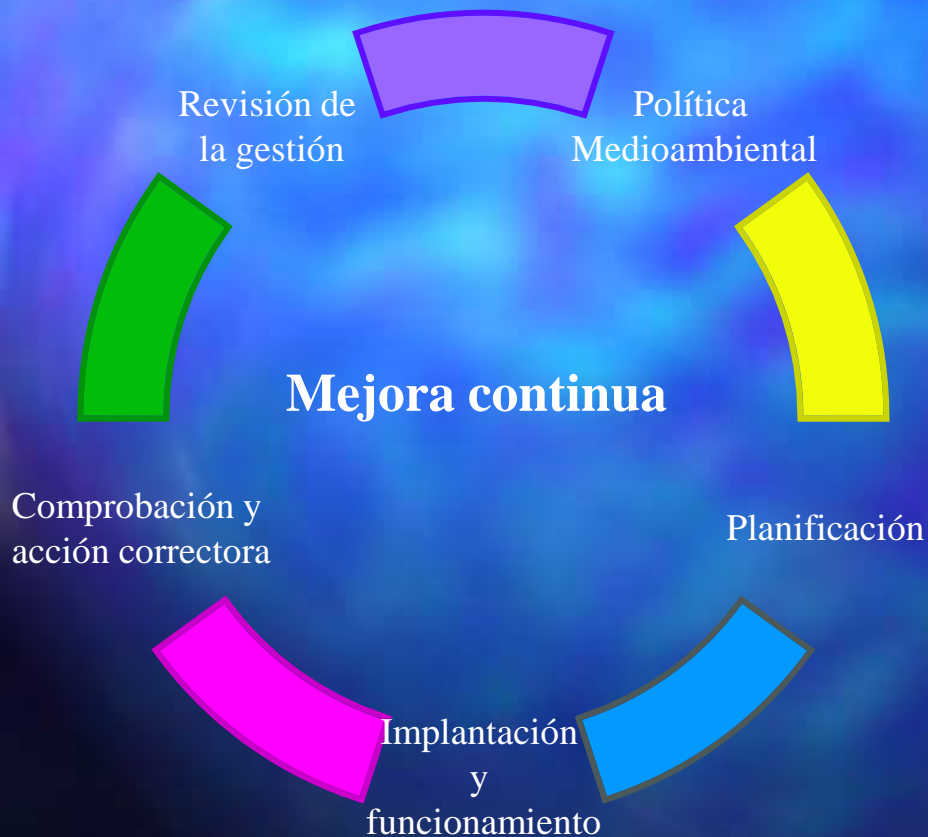 Revisión de
la gestión
Política
Medioambiental
Mejora continua
Comprobación y
acción correctora
Planificación
Implantación
y
funcionamiento